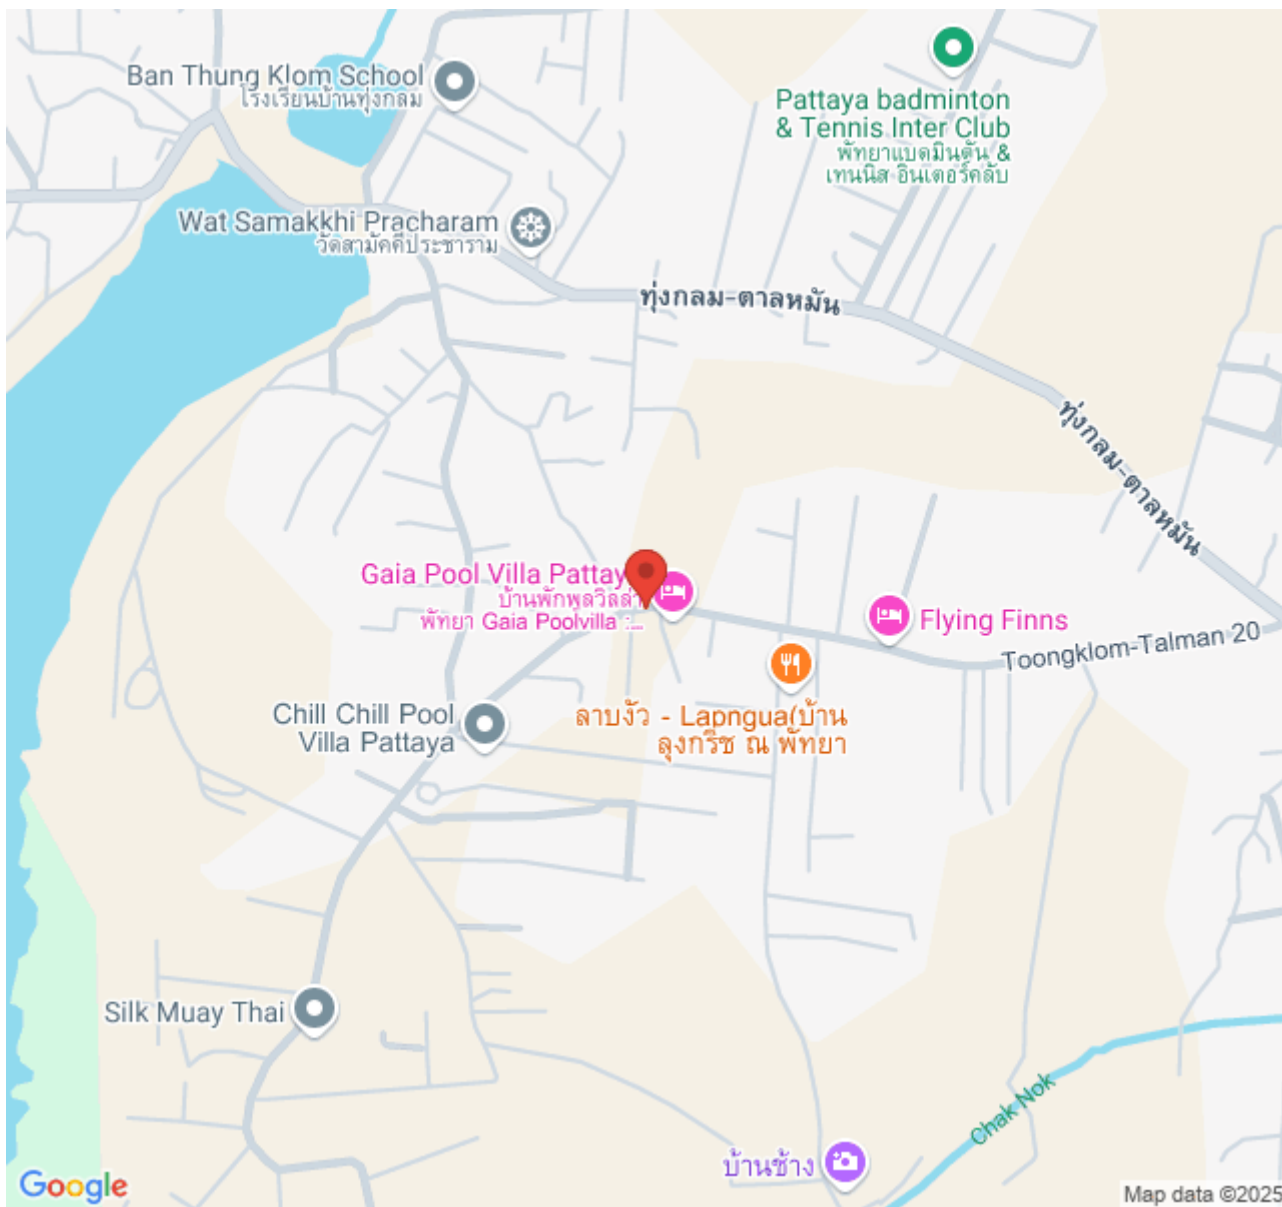 Ban Thung Klom School
โรงเรียนบ้านทุ่งกลม
Pattaya badminton
& Tennis Inter Club
พัทยาแบดมินตัน &
เทนนิส อินเตอร์คลับ
Wat Samakkhi Pracharam
วัดสามัคคีประชาราม
ทุ่งกลม-ตาลหมัน
ทุ่งกลม-ตาลหมัน
Gaia Pool Villa Pattay
บ้านพักพูลวิลล่า
พัทยา Gaia Poolvilla :...
Flying Finns
Toongklom-Talman 20
ลาบงัว - Lapngua(บ้าน
ลุงกริช ณ พัทยา
Chill Chill Pool
Villa Pattaya
Silk Muay Thai
Chak Nok
บ้านช้าง
Google
Map data ©2025